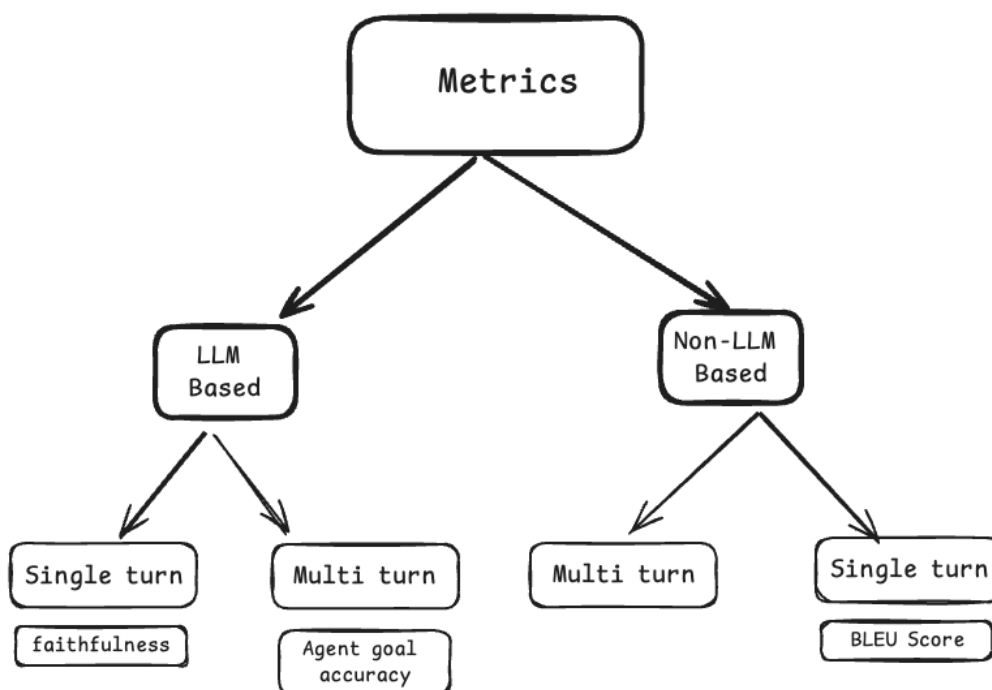 Metrics
LLM
Based
Non-LLM
Based
Single turn
Multi turn
Multi turn
Single turn
faithfulness
Agent goal
accuracy
BLEU Score